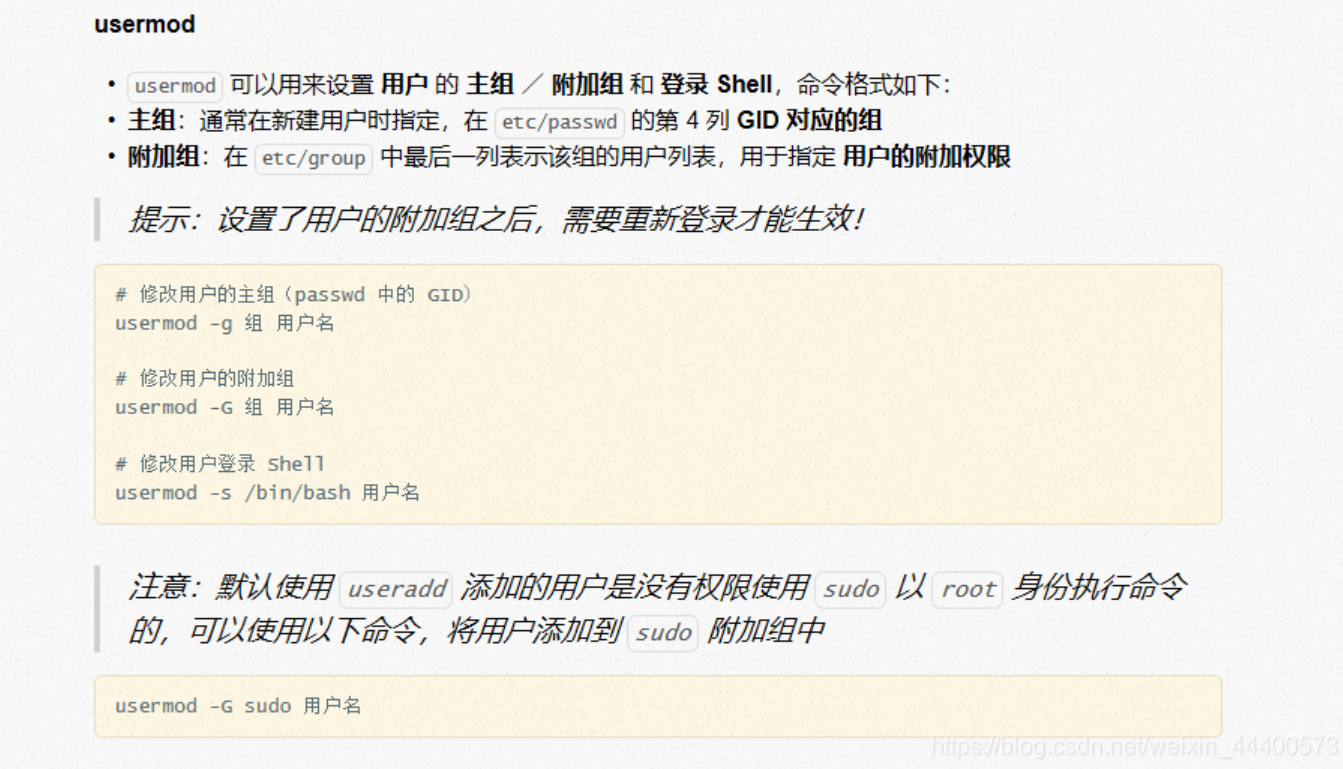 usermod
• usermod 可以用来设置 用户 的 主组 ／ 附加组 和 登录 Shell，命令格式如下：
• 主组：通常在新建用户时指定，在 etc/passwd 的第 4 列 GID 对应的组
• 附加组：在 etc/group 中最后一列表示该组的用户列表，用于指定 用户的附加权限
提示：设置了用户的附加组之后，需要重新登录才能生效！
# 修改用户的主组（passwd 中的 GID）
usermod -g 组 用户名
# 修改用户的附加组
usermod -G 组 用户名
# 修改用户登录 Shell
usermod -s /bin/bash 用户名
注意：默认使用 useradd 添加的用户是没有权限使用 sudo 以 root 身份执行命令
的，可以使用以下命令，将用户添加到 sudo 附加组中
usermod -G sudo 用户名
https://blog.csdn.net/weixin_44400573